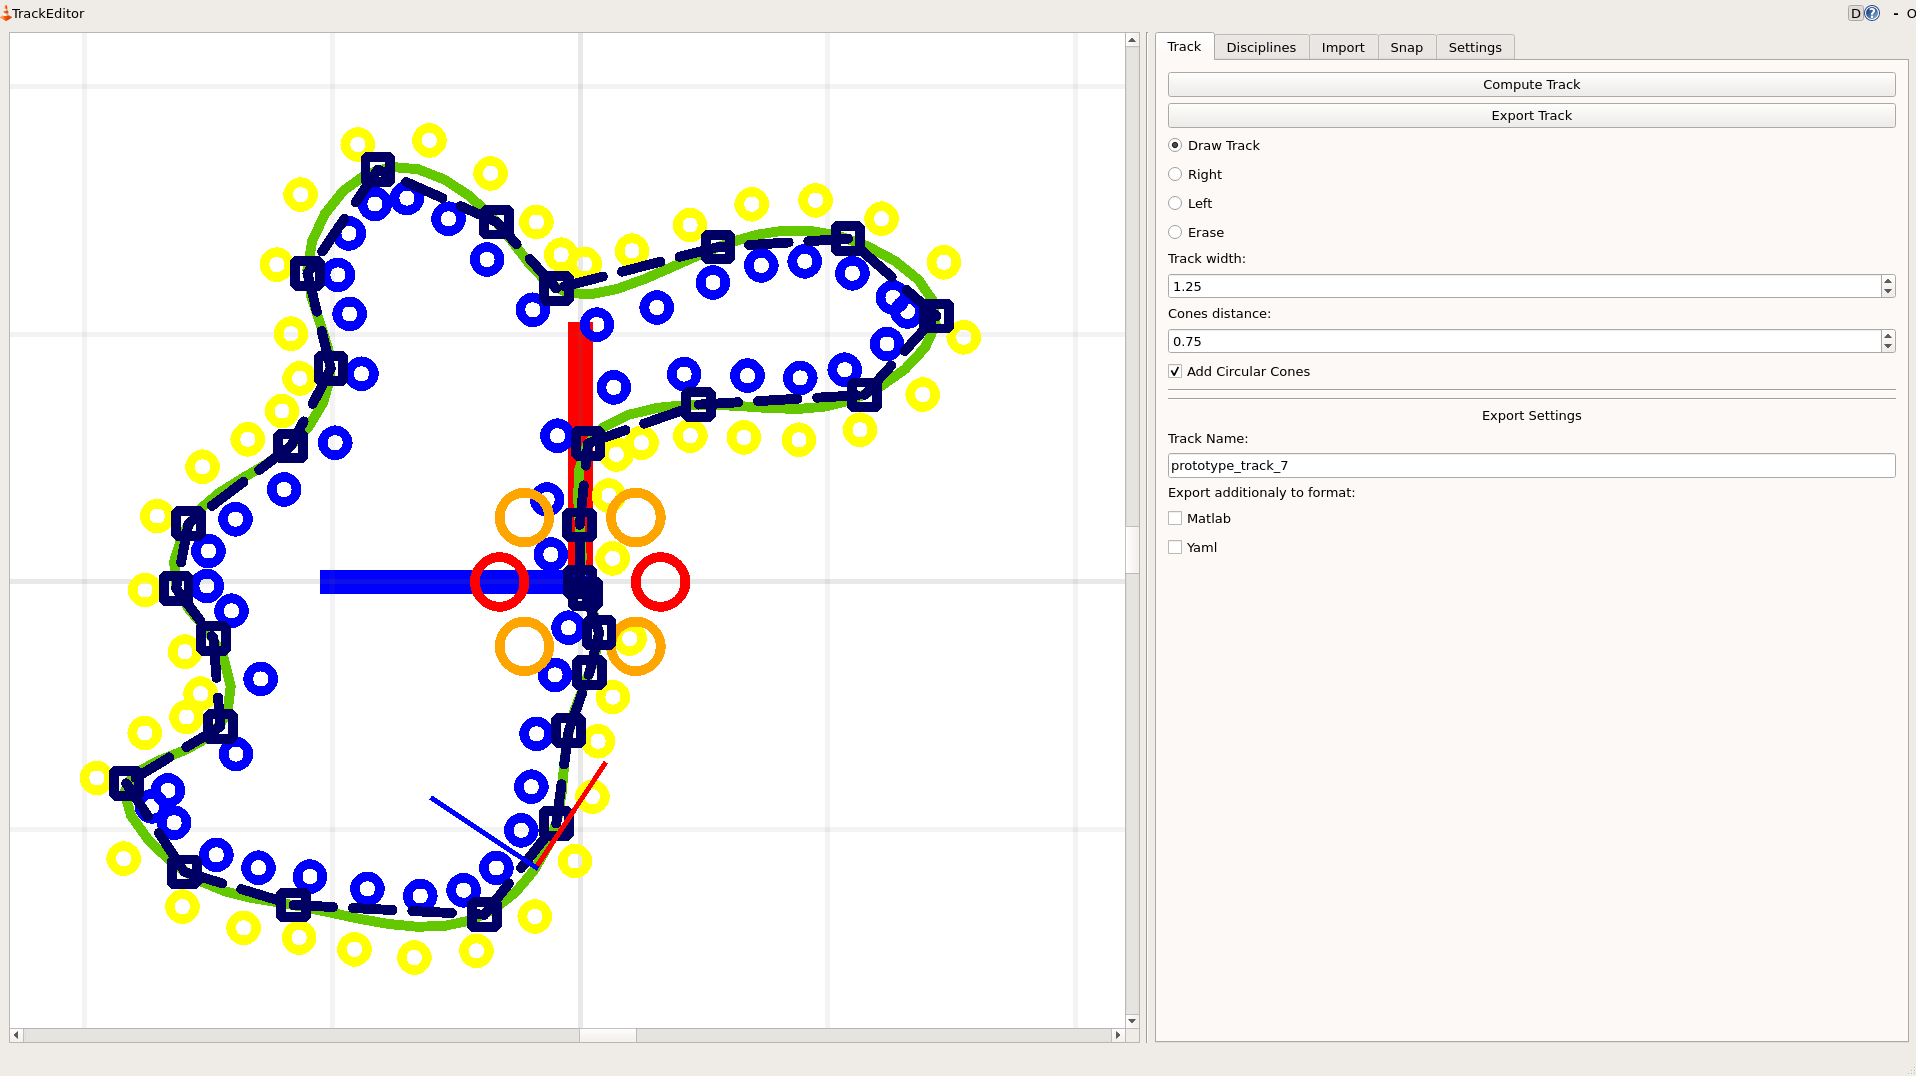 TrackEditor
D ? - O
Track Disciplines Import Snap Settings
Compute Track
Export Track
Draw Track
Right
Left
Erase
Track width:
1.25
Cones distance:
0.75
Add Circular Cones
Export Settings
Track Name:
prototype_track_7
Export additionaly to format:
Matlab
Yaml